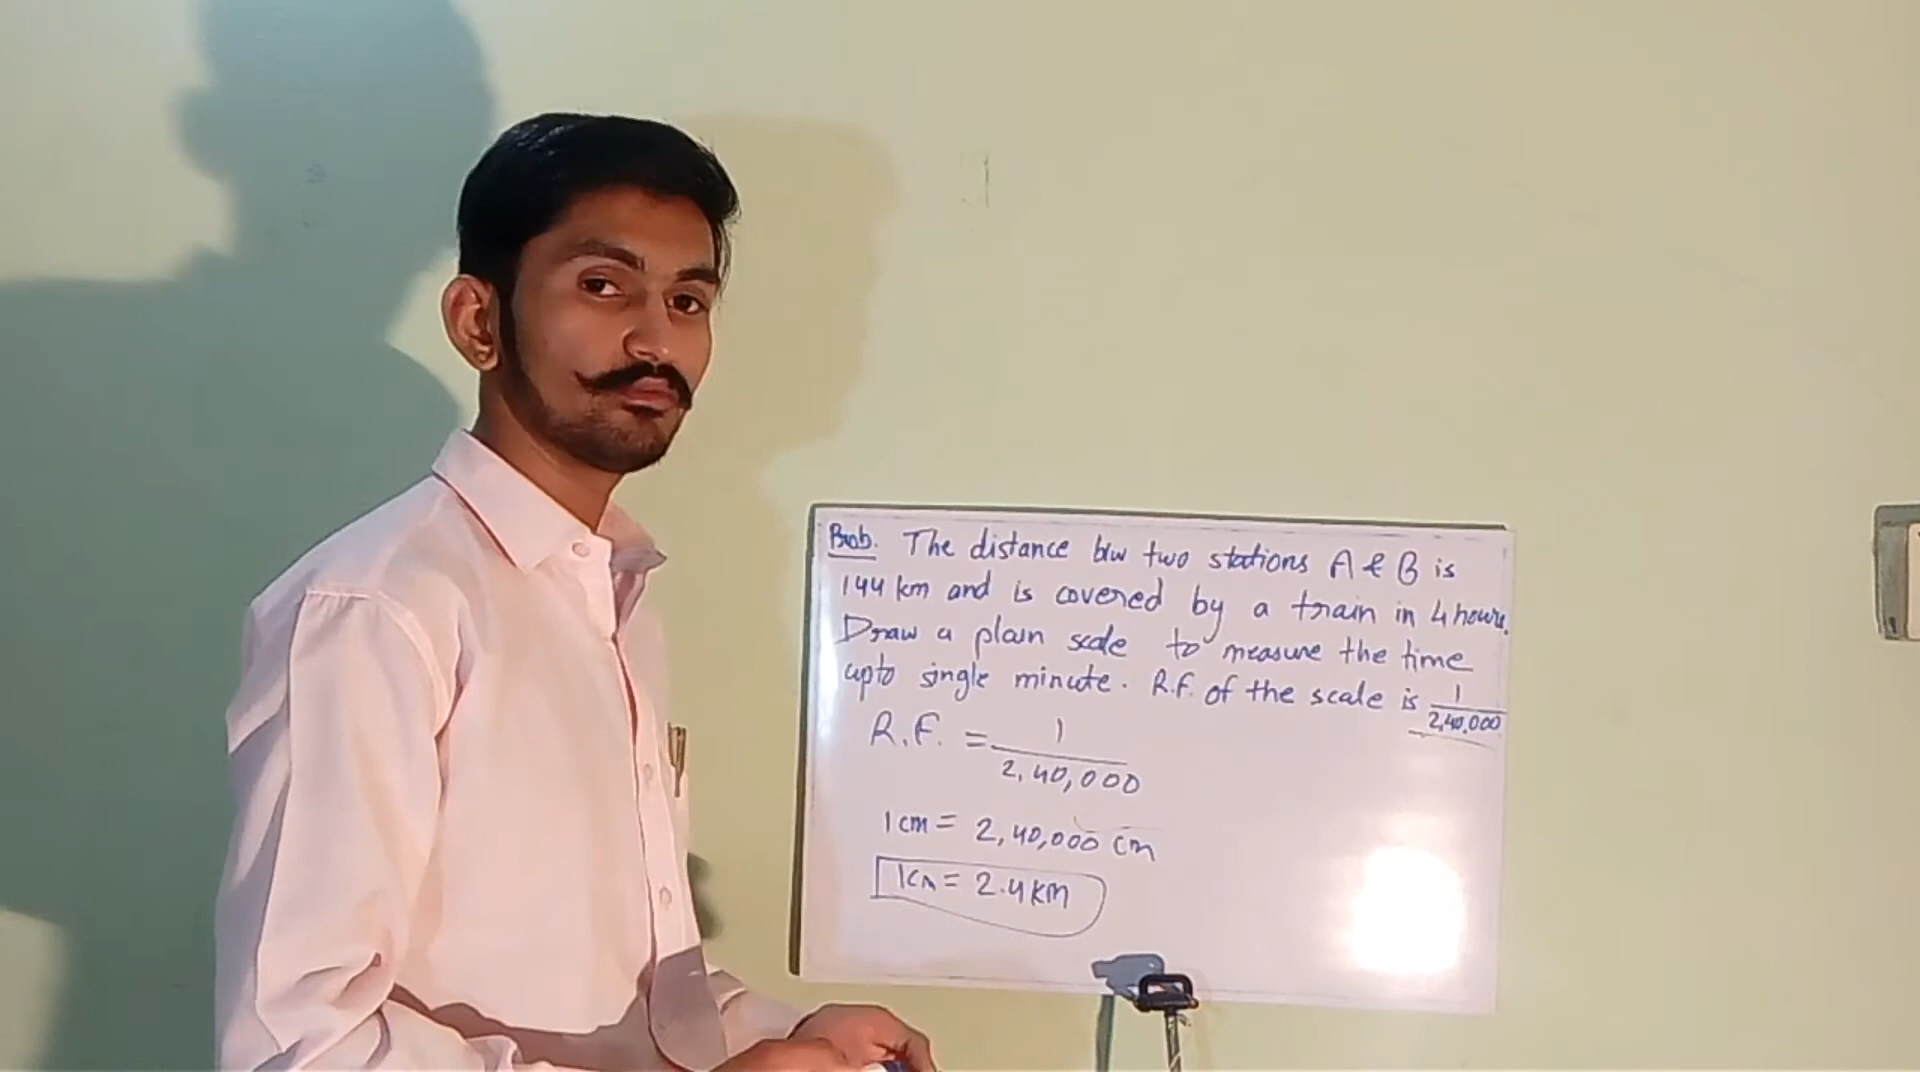 Prob. The distance b/w two stations A & B is
144 km and is covered by a train in 4 hours.
Draw a plain scale to measure the time
upto single minute. R.F. of the scale is 1/2,40,000
R.F. = 1/2,40,000
1 cm = 2,40,000 cm
1cm = 2.4 km